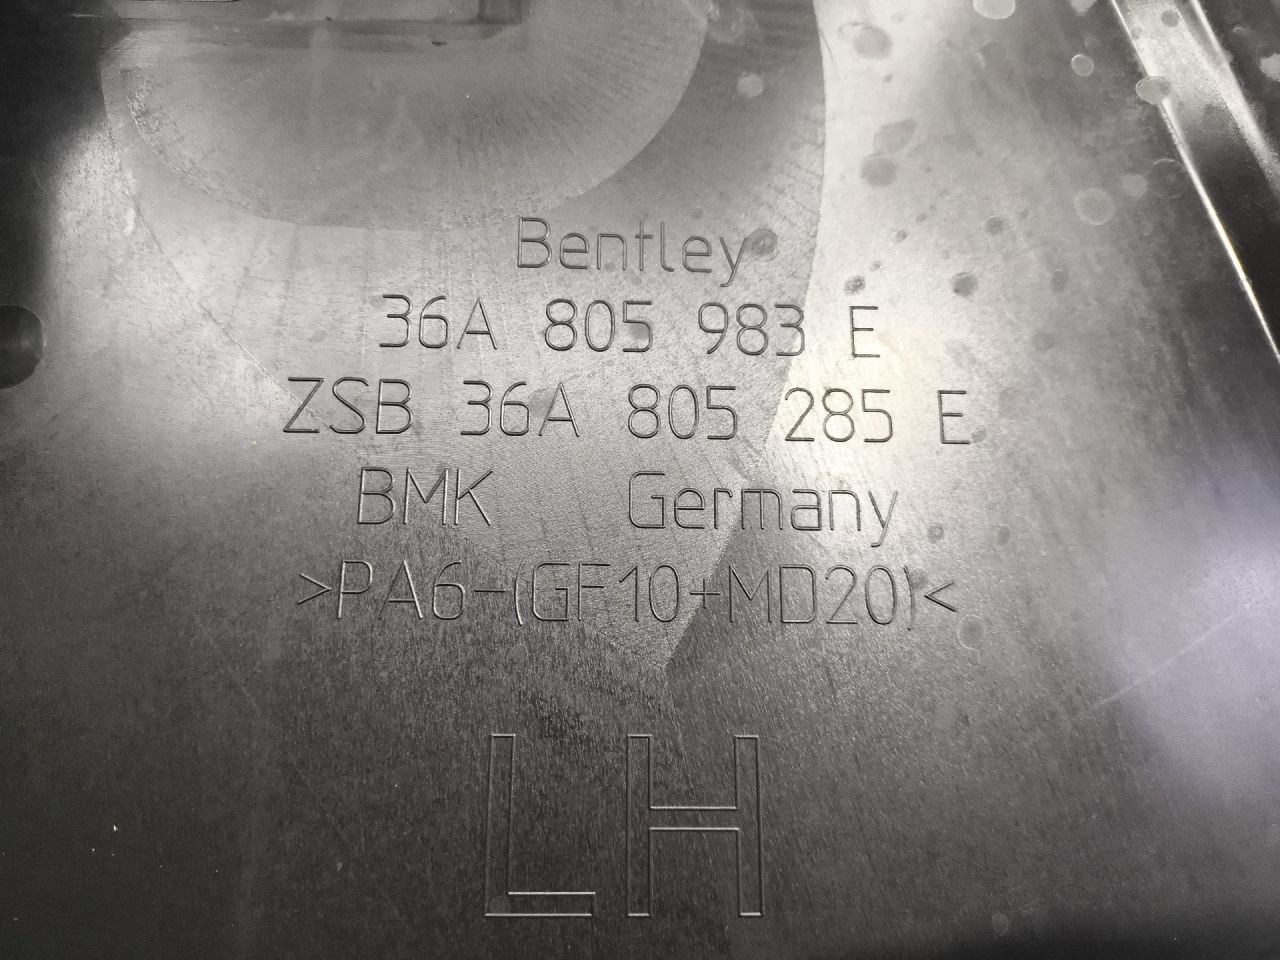 Bentley
36A 805 983 E
ZSB 36A 805 285 E
BMK Germany
>PA6-(GF10+MD20)<
LH